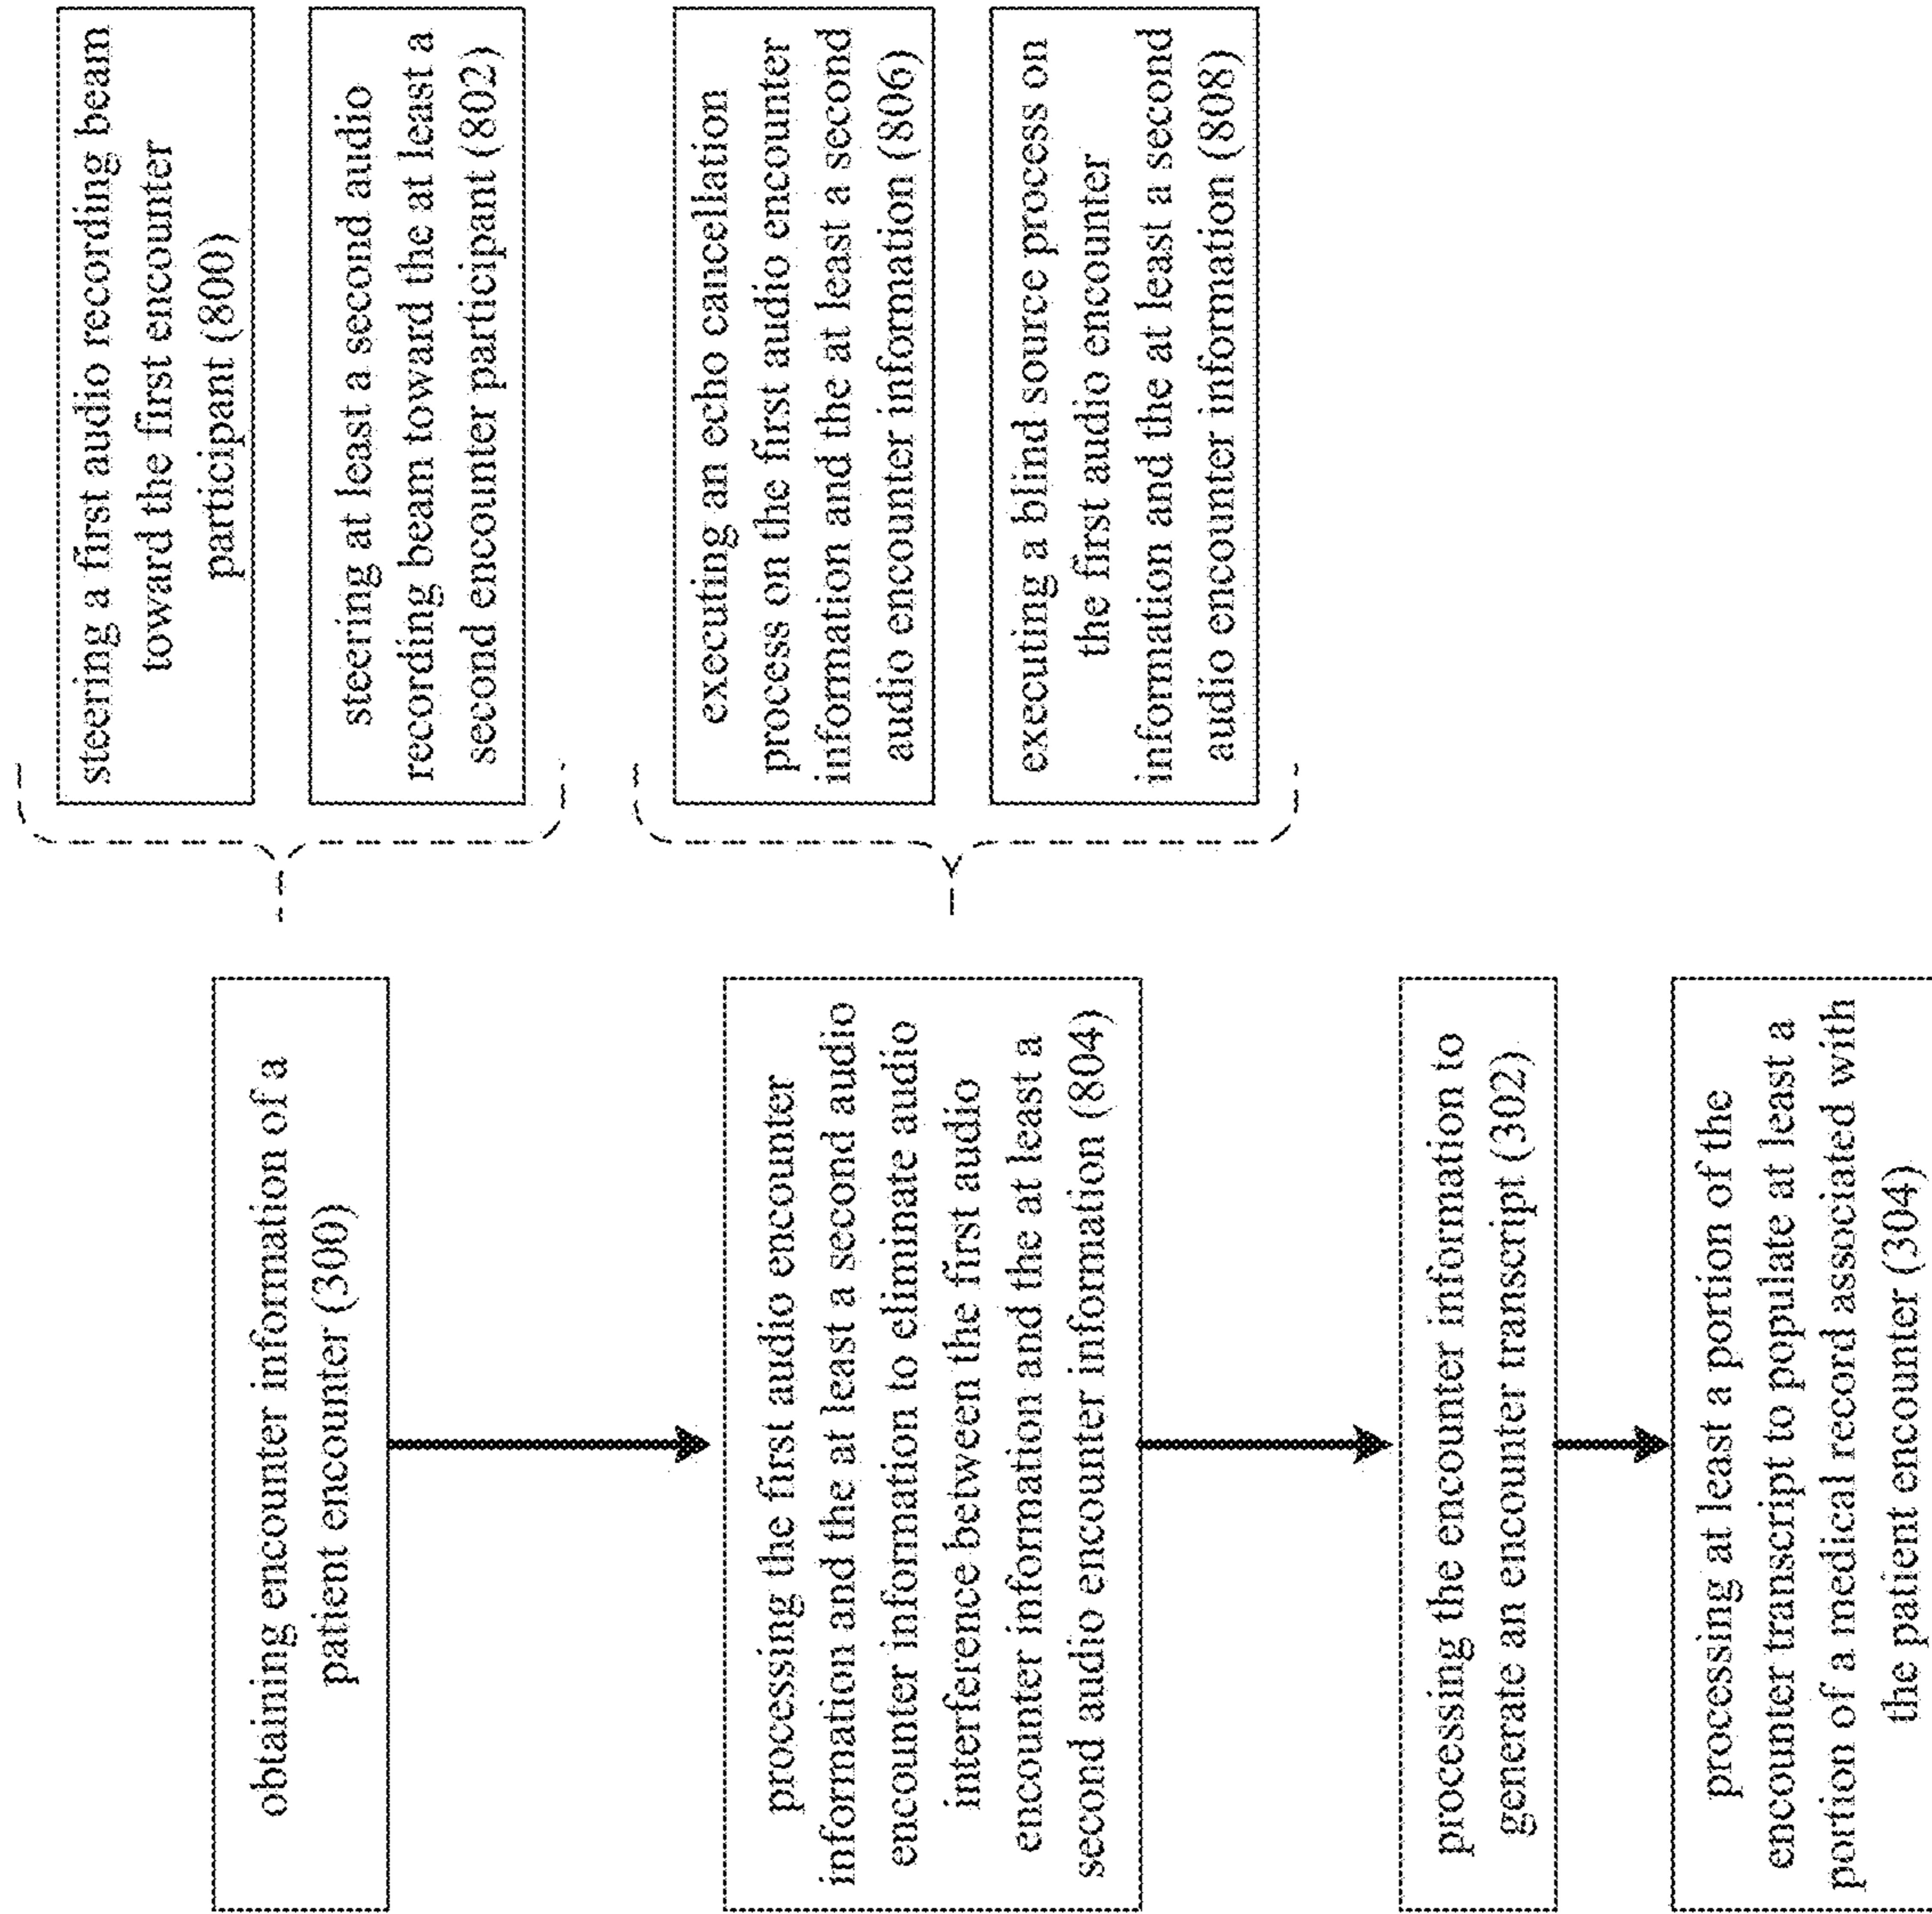 obtaining encounter information of a
patient encounter (300)
steering a first audio recording beam
toward the first encounter
participant (800)
steering at least a second audio
recording beam toward the at least a
second encounter participant (802)
processing the first audio encounter
information and the at least a second audio
encounter information to eliminate audio
interference between the first audio
encounter information and the at least a
second audio encounter information (804)
executing an echo cancellation
process on the first audio encounter
information and the at least a second
audio encounter information (806)
executing a blind source process on
the first audio encounter
information and the at least a second
audio encounter information (808)
processing the encounter information to
generate an encounter transcript (302)
processing at least a portion of the
encounter transcript to populate at least a
portion of a medical record associated with
the patient encounter (304)